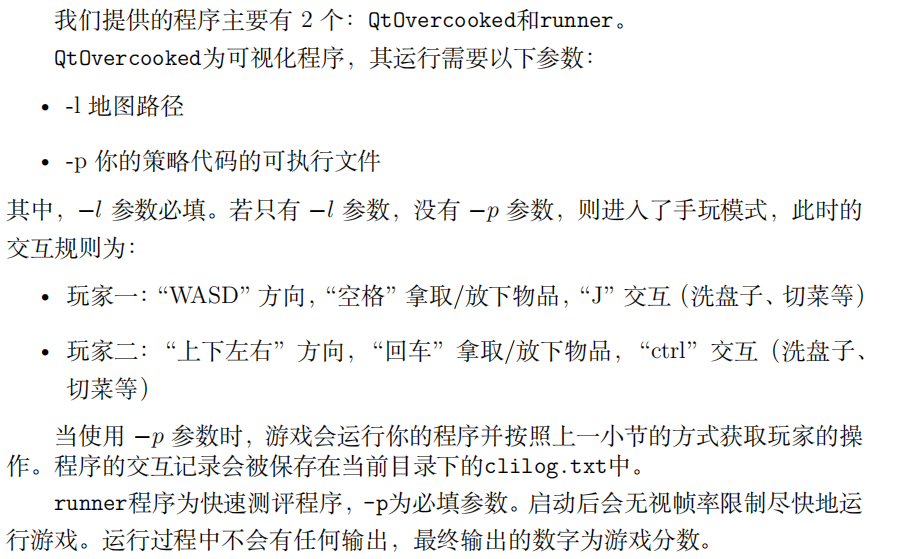 我们提供的程序主要有 2 个：QtOvercooked和runner。
QtOvercooked为可视化程序，其运行需要以下参数：
• -l 地图路径
• -p 你的策略代码的可执行文件
其中，−l 参数必填。若只有 −l 参数，没有 −p 参数，则进入了手玩模式，此时的
交互规则为：
• 玩家一：“WASD” 方向，“空格” 拿取/放下物品，“J” 交互（洗盘子、切菜等）
• 玩家二：“上下左右” 方向，“回车” 拿取/放下物品，“ctrl” 交互（洗盘子、
切菜等）
当使用 −p 参数时，游戏会运行你的程序并按照上一小节的方式获取玩家的操
作。程序的交互记录会被保存在当前目录下的clilog.txt中。
runner程序为快速测评程序，-p为必填参数。启动后会无视帧率限制尽快地运
行游戏。运行过程中不会有任何输出，最终输出的数字为游戏分数。